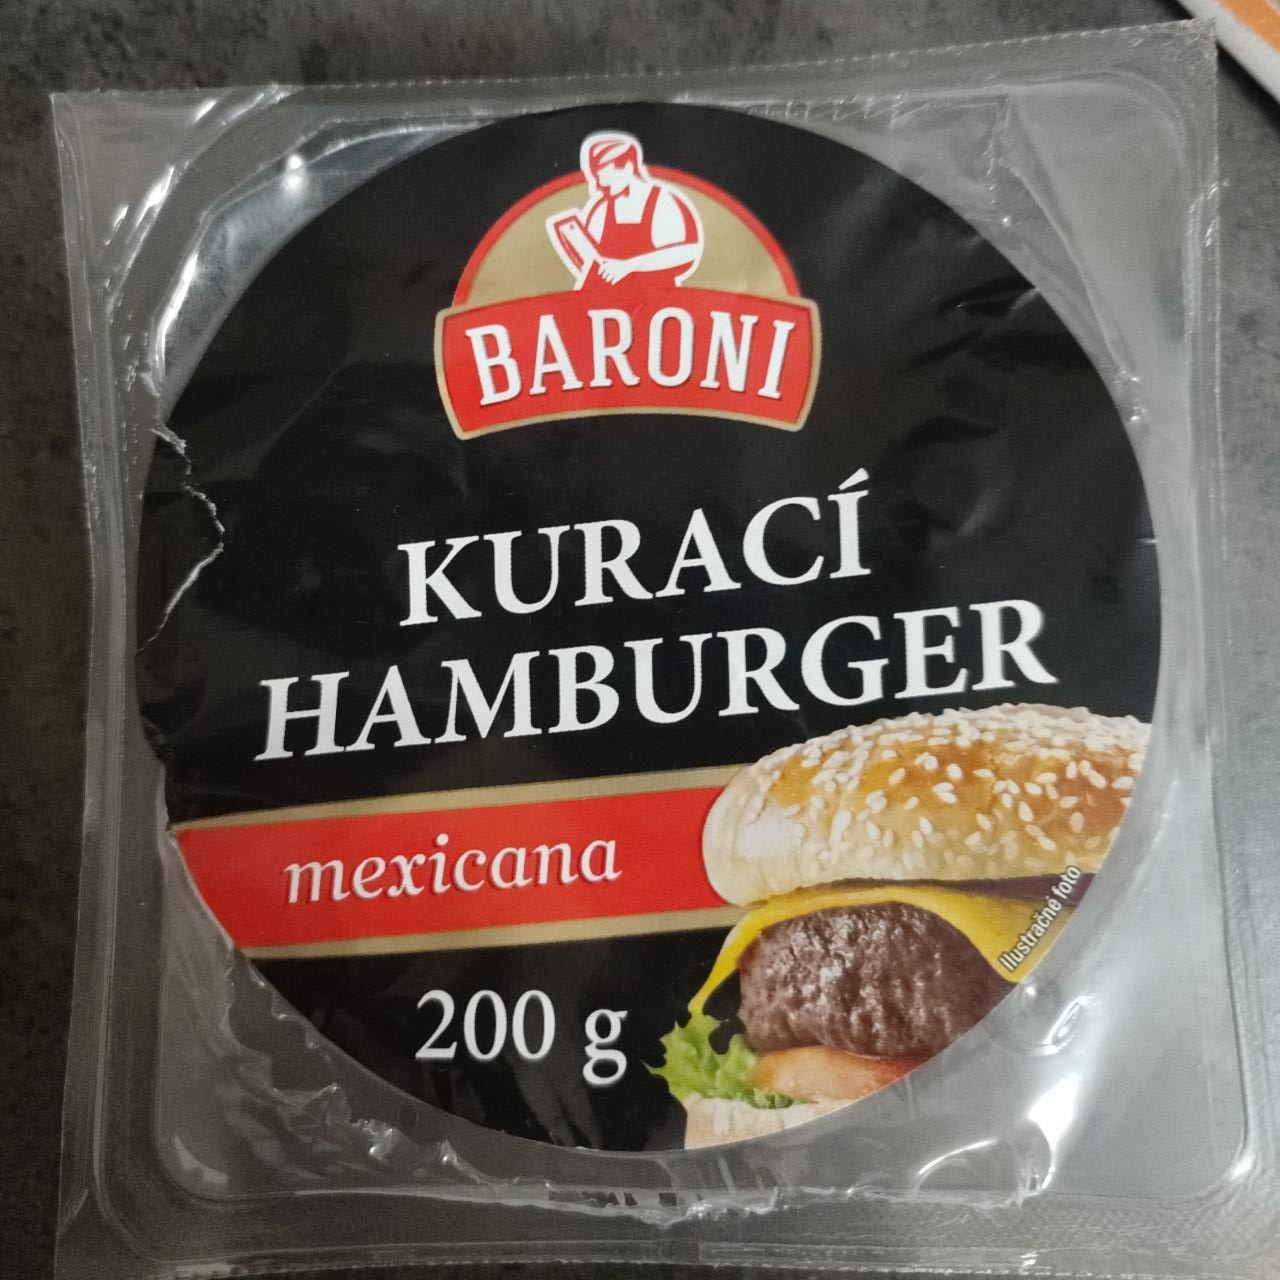 BARONI
KURACÍ
HAMBURGER
mexicana
200 g
Ilustračné foto